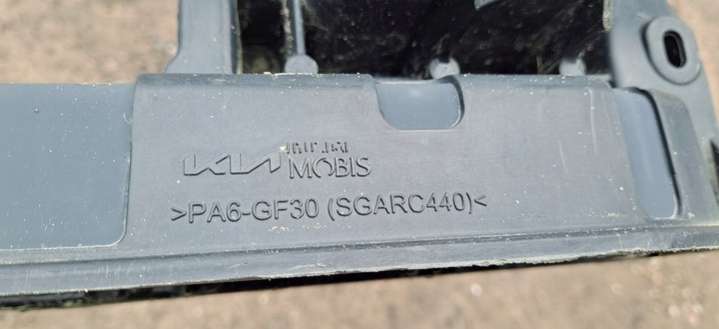 KIA MOBIS
>PA6-GF30 (SGARC440)<